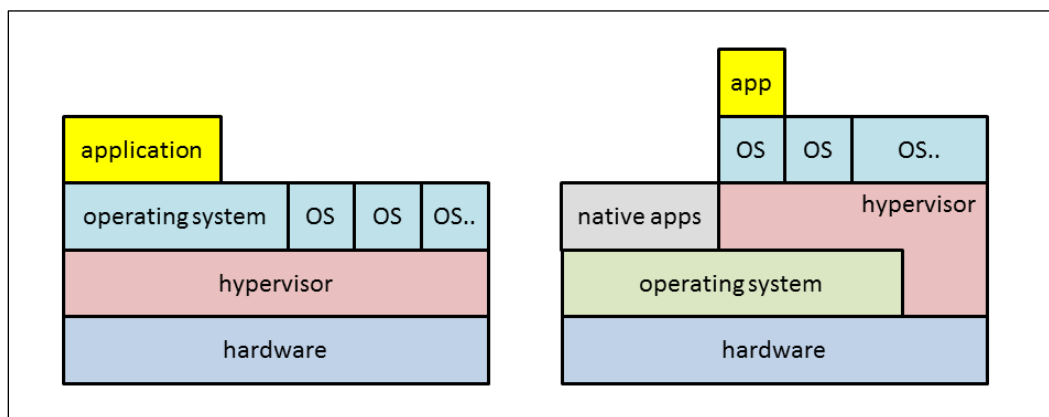 application
operating system
OS
OS
OS..
hypervisor
hardware
app
OS
OS
OS..
native apps
hypervisor
operating system
hardware